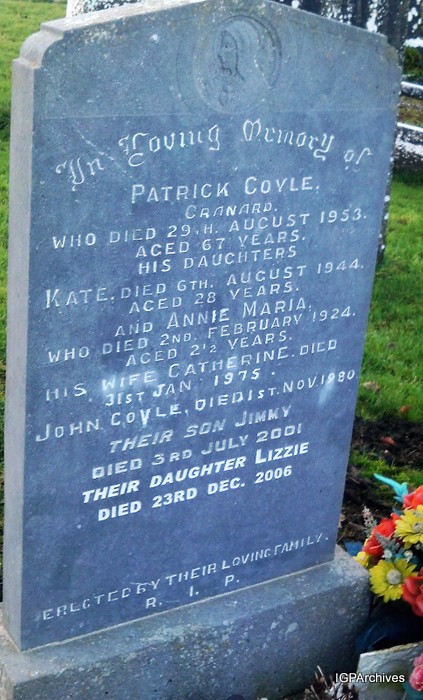 In Loving Memory of
PATRICK COYLE,
CRANARD.
WHO DIED 29TH. AUGUST 1953.
AGED 67 YEARS.
HIS DAUGHTERS
KATE, DIED 6TH. AUGUST 1944.
AGED 28 YEARS.
AND ANNIE MARIA,
WHO DIED 2ND. FEBRUARY 1924.
AGED 2½ YEARS.
HIS WIFE CATHERINE. DIED
31ST JAN 1975.
JOHN COYLE, DIED 1ST. NOV. 1980
THEIR SON JIMMY
DIED 3RD JULY 2001
THEIR DAUGHTER LIZZIE
DIED 23RD DEC. 2006
ERECTED BY THEIR LOVING FAMILY.
R. I. P.
IGPArchives